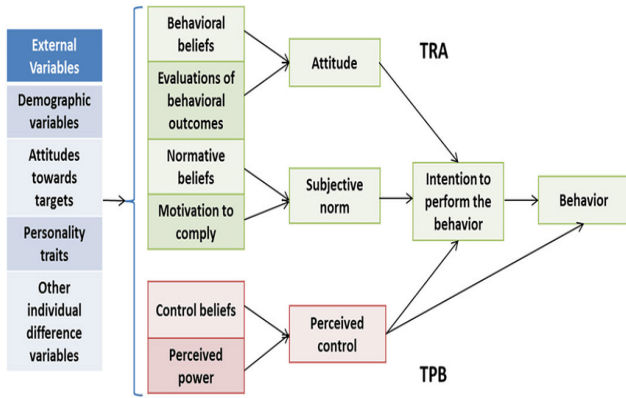 External
Variables
Demographic
variables
Attitudes
towards
targets
Personality
traits
Other
individual
difference
variables
Behavioral
beliefs
Evaluations of
behavioral
outcomes
Normative
beliefs
Motivation to
comply
Control beliefs
Perceived
power
Attitude
Subjective
norm
Perceived
control
TRA
Intention to
perform the
behavior
Behavior
TPB